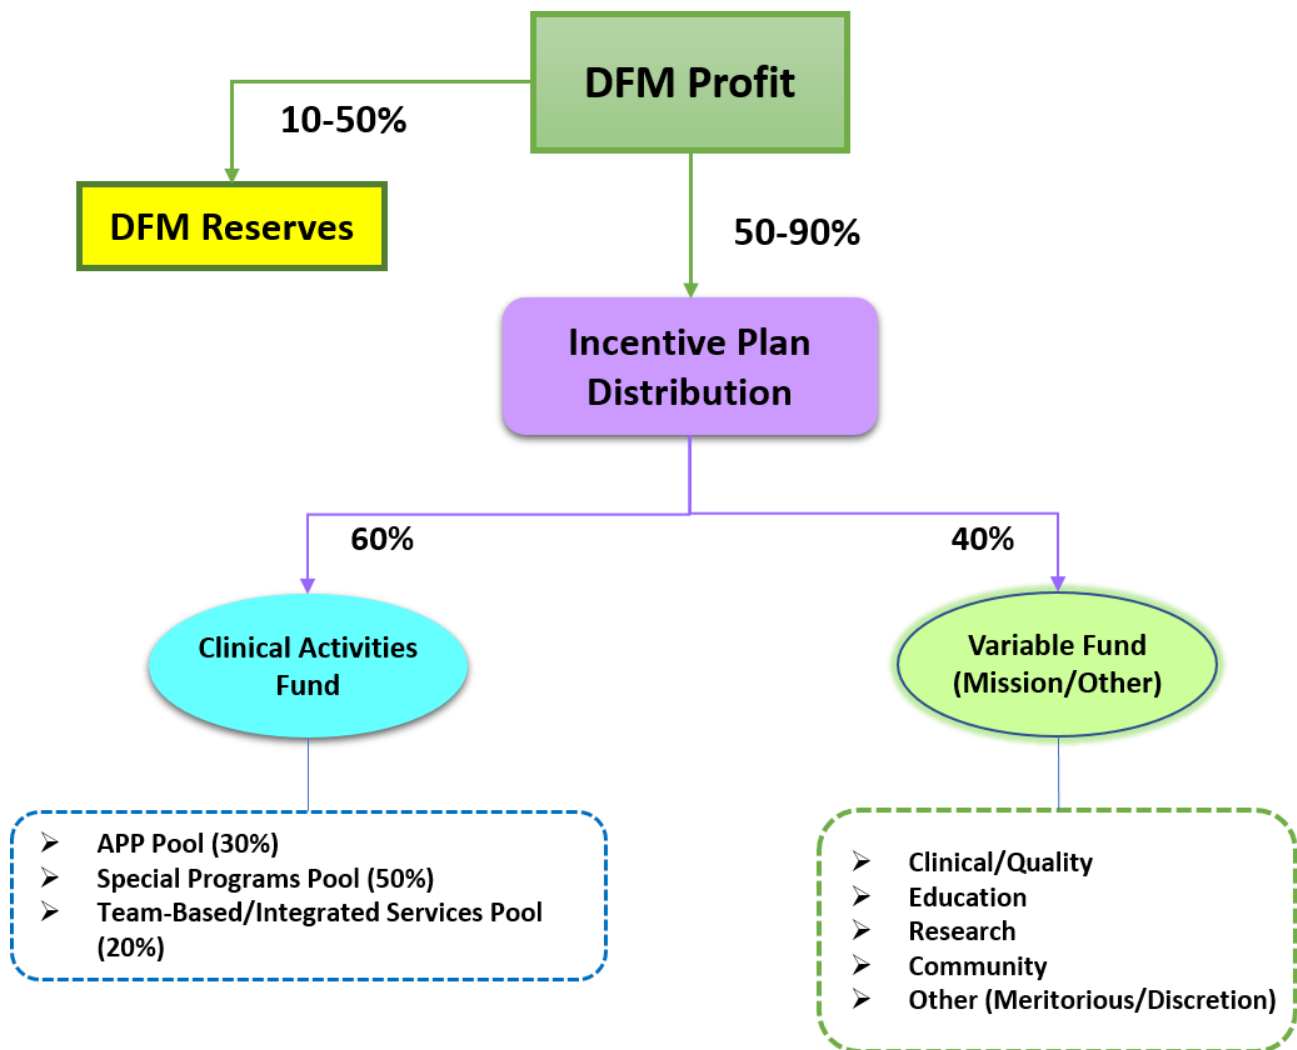 DFM Profit
10-50%
DFM Reserves
50-90%
Incentive Plan
Distribution
60%
40%
Clinical Activities
Fund
Variable Fund
(Mission/Other)
➢ APP Pool (30%)
➢ Special Programs Pool (50%)
➢ Team-Based/Integrated Services Pool
(20%)
➢ Clinical/Quality
➢ Education
➢ Research
➢ Community
➢ Other (Meritorious/Discretion)